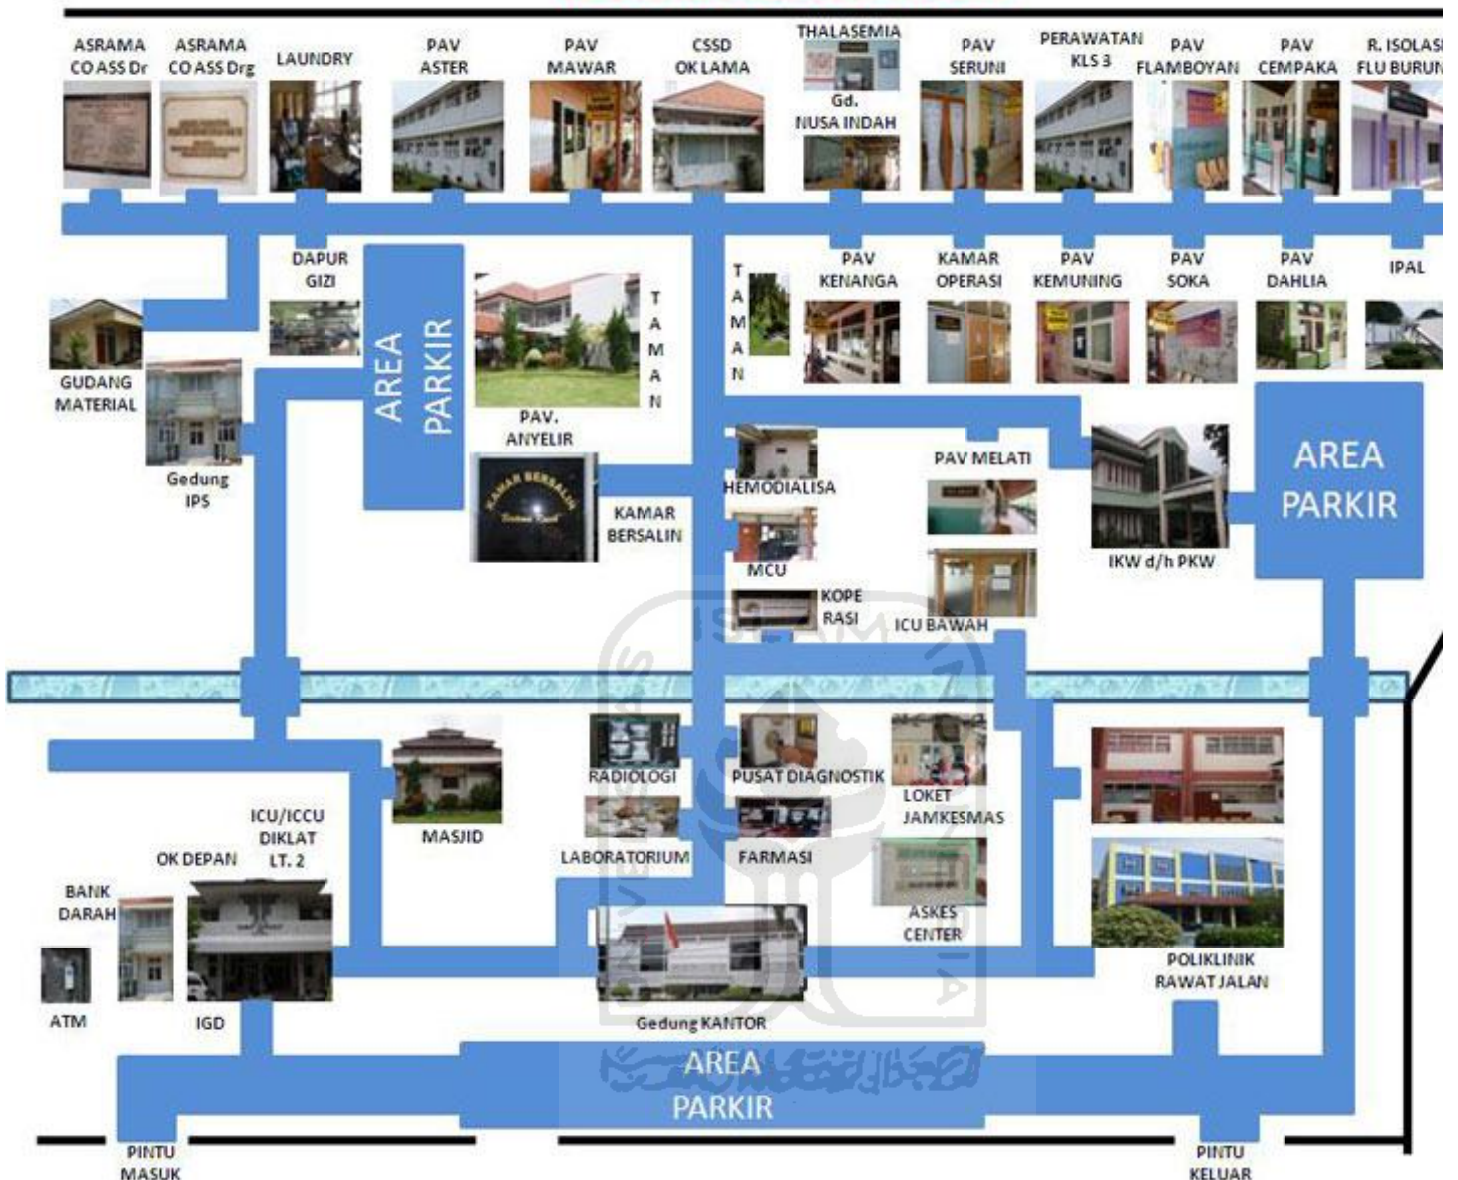 ASRAMA
CO ASS Dr
ASRAMA
CO ASS Drg
LAUNDRY
PAV
ASTER
PAV
MAWAR
CSSD
OK LAMA
THALASEMIA
Gd.
NUSA INDAH
PAV
SERUNI
PERAWATAN
KLS 3
PAV
FLAMBOYAN
PAV
CEMPAKA
R. ISOLASI
FLU BURUN
DAPUR
GIZI
TAMAN
TAMAN
PAV
KENANGA
KAMAR
OPERASI
PAV
KEMUNING
PAV
SOKA
PAV
DAHLIA
IPAL
GUDANG
MATERIAL
AREA
PARKIR
PAV.
ANYELIR
Gedung
IPS
KAMAR BERSALIN
KAMAR
BERSALIN
HEMODIALISA
PAV MELATI
AREA
PARKIR
MCU
IKW d/h PKW
KOPE
RASI
ICU BAWAH
RADIOLOGI
PUSAT DIAGNOSTIK
LOKET
JAMKESMAS
MASJID
LABORATORIUM
FARMASI
ICU/ICCU
DIKLAT
LT. 2
OK DEPAN
BANK
DARAH
ASKES
CENTER
POLIKLINIK
RAWAT JALAN
ATM
IGD
Gedung KANTOR
AREA
PARKIR
PINTU
MASUK
PINTU
KELUAR
UNIVERSITAS ISLAM INDONESIA